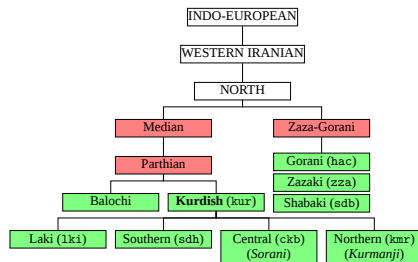 INDO-EUROPEAN
WESTERN IRANIAN
NORTH
Median
Zaza-Gorani
Parthian
Gorani (hac)
Zazaki (zza)
Shabaki (sdb)
Balochi
Kurdish (kur)
Laki (lki)
Southern (sdh)
Central (ckb)
(Sorani)
Northern (kmr)
(Kurmanji)